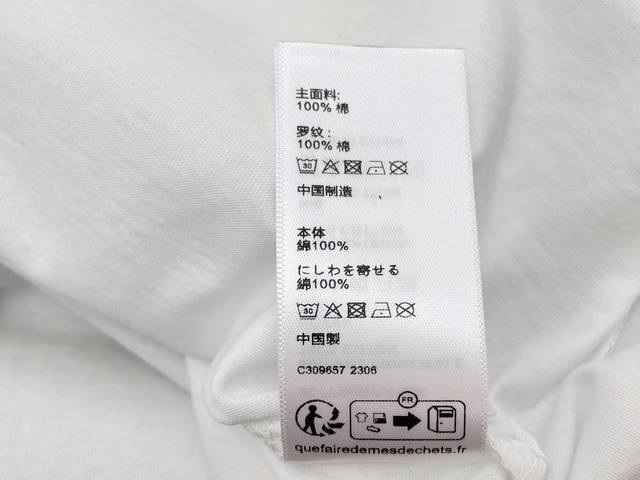 主面料:
100% 棉
罗纹 :
100% 棉
30
中国制造
本体
綿100%
にしわを寄せる
綿100%
30
中国製
C309657 2306
FR
quefairedemesdechets.fr